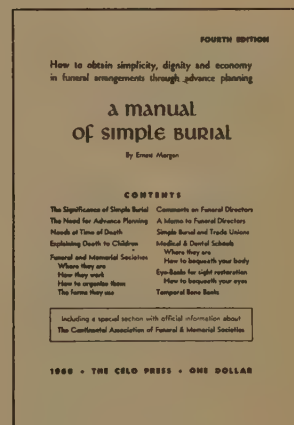 FOURTH EDITION
How to obtain simplicity, dignity and economy
in funeral arrangements through advance planning
a manual
of simple burial
By Ernest Morgan
CONTENTS
The Significance of Simple Burial
The Need for Advance Planning
Needs at Time of Death
Explaining Death to Children
Funeral and Memorial Societies
Where they are
How they work
How to organize them
The forms they use
Comments on Funeral Directors
A Memo to Funeral Directors
Simple Burial and Trade Unions
Medical & Dental Schools
Where they are
How to bequeath your body
Eye-Banks for sight restoration
How to bequeath your eyes
Temporal Bone Banks
Including a special section with official information about
The Continental Association of Funeral & Memorial Societies
1968 • THE CELO PRESS • ONE DOLLAR